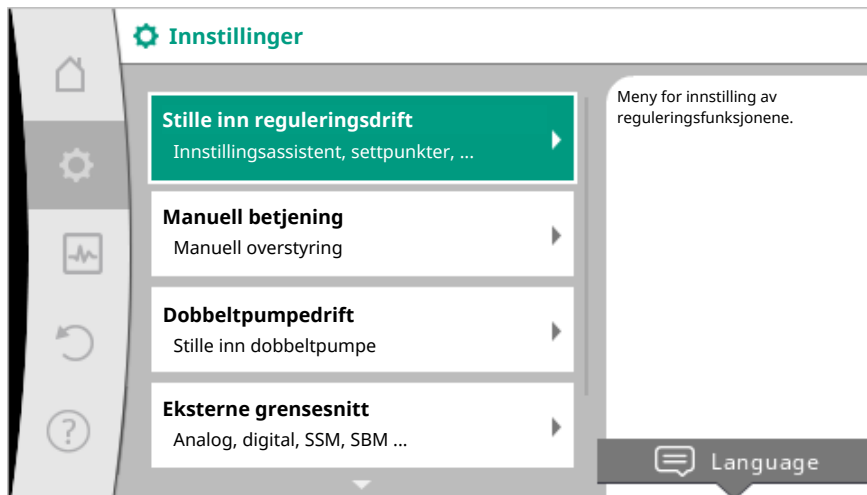 Innstillinger
Stille inn reguleringsdrift
Innstillingsassistent, settpunkter, ...
Manuell betjening
Manuell overstyring
Dobbeltpumpedrift
Stille inn dobbeltpumpe
Eksterne grensesnitt
Analog, digital, SSM, SBM ...
Meny for innstilling av
reguleringsfunksjonene.
Language